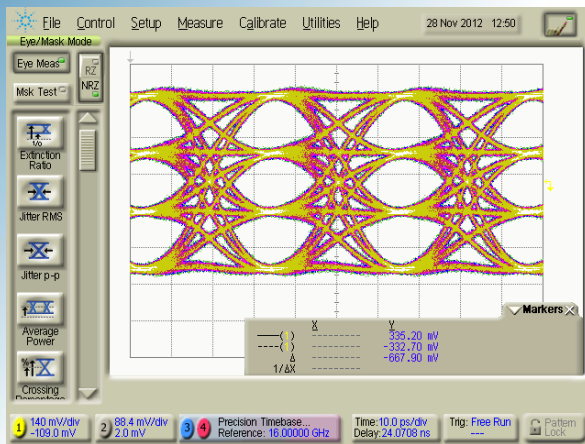 File Control Setup Measure Calibrate Utilities Help 28 Nov 2012 12:50
Eye/Mask Mode
Eye Meas
Msk Test
RZ
NRZ
1/0
Extinction
Ratio
Jitter RMS
Jitter p-p
Average
Power
Crossing
Percentage
Markers
X Y
---( ) --------- 335.20 mV
----( ) --------- -332.70 mV
Δ --------- -667.90 mV
1/ΔX ---------
1 140 mV/div
-109.0 mV
2 88.4 mV/div
2.0 mV
3 4 Precision Timebase...
Reference: 16.00000 GHz
Time:10.0 ps/div
Delay:24.0708 ns
Trig: Free Run
---
Pattern
Lock